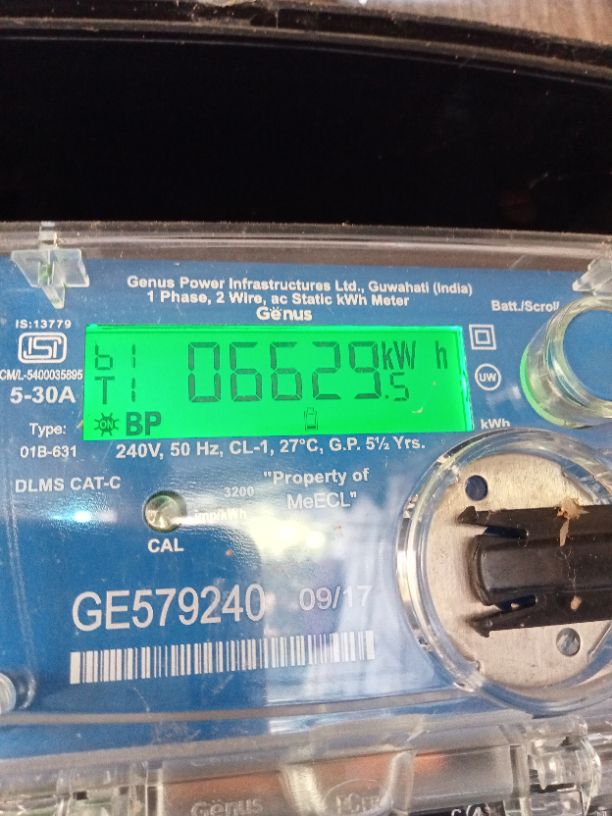 Genus Power Infrastructures Ltd., Guwahati (India)
1 Phase, 2 Wire, ac Static kWh Meter
Genus
Batt./Scroll
IS:13779
ISI
CM/L-5400035895
5-30A
Type:
01B-631
b1 06629.5 kW h
T1
ON BP
UW
kWh
240V, 50 Hz, CL-1, 27°C, G.P. 5½ Yrs.
DLMS CAT-C
3200
imp/kWh
"Property of
MeECL"
CAL
GE579240 09/17
Genus